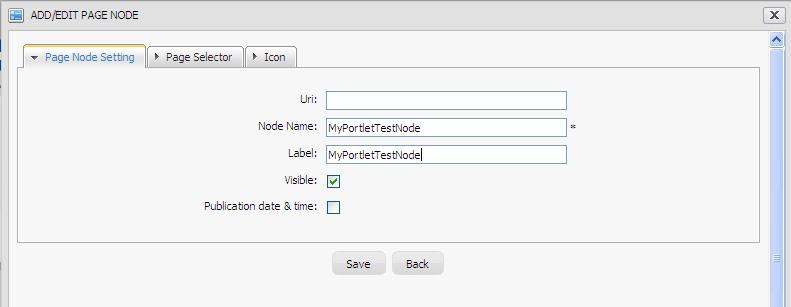 ADD/EDIT PAGE NODE
Page Node Setting Page Selector Icon
Uri:
Node Name: MyPortletTestNode *
Label: MyPortletTestNode
Visible:
Publication date & time:
Save Back